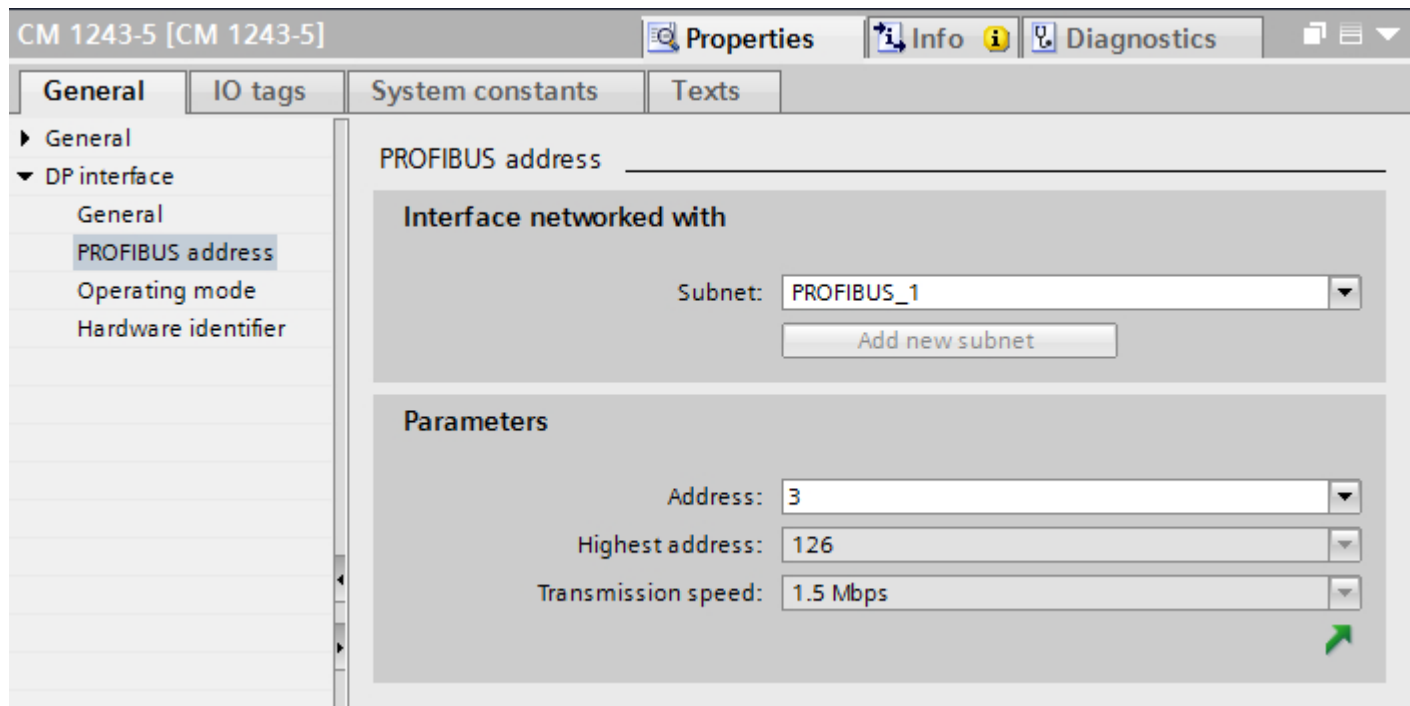 CM 1243-5 [CM 1243-5]
Properties
Info
Diagnostics
General
IO tags
System constants
Texts
General
DP interface
General
PROFIBUS address
Operating mode
Hardware identifier
PROFIBUS address
Interface networked with
Subnet: PROFIBUS_1
Add new subnet
Parameters
Address: 3
Highest address: 126
Transmission speed: 1.5 Mbps